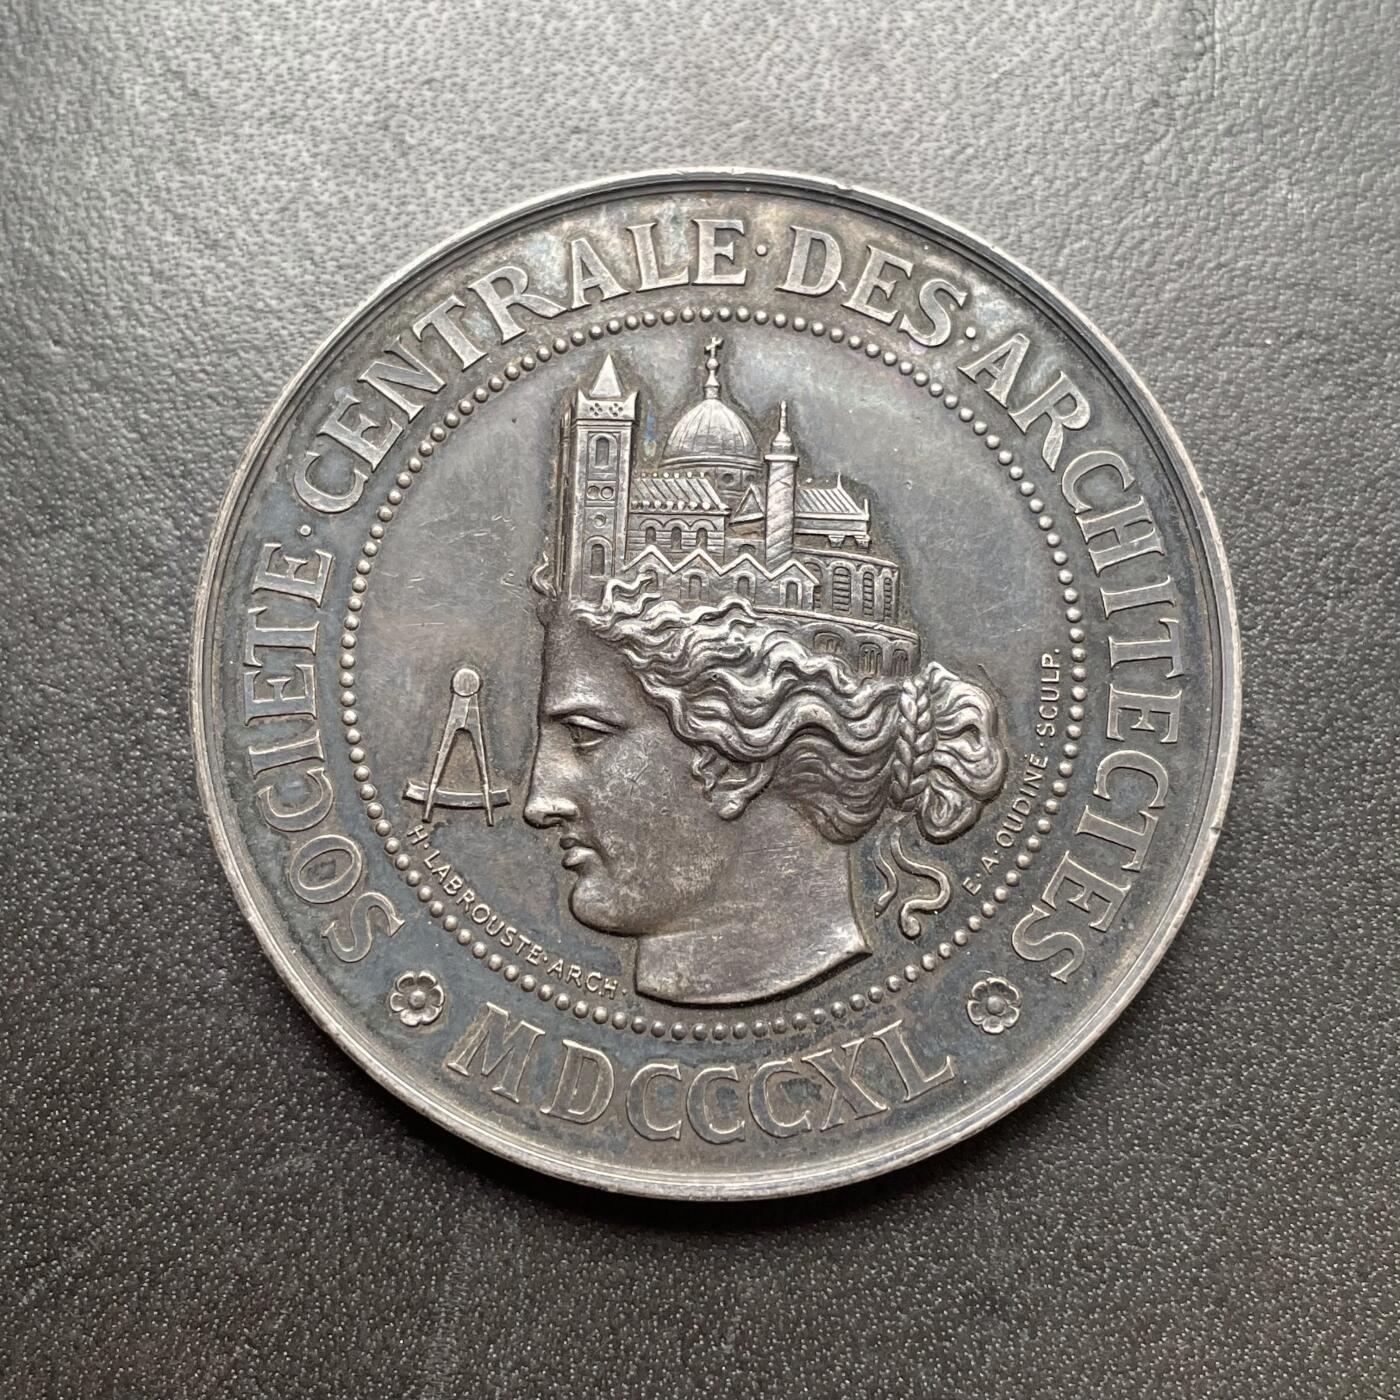 SOCIETE · CENTRALE · DES · ARCHITECTES
MDCCCXL
H · LABROUSTE · ARCH.
E · A · OUDINÉ · SCULP.